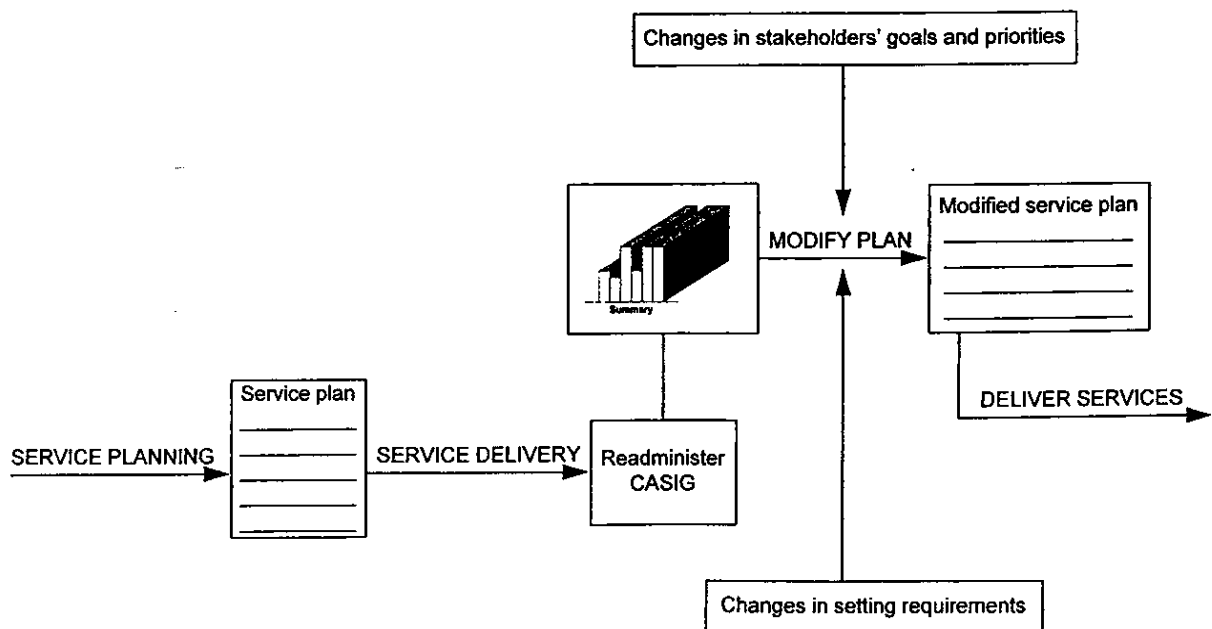 Changes in stakeholders' goals and priorities
Summary
MODIFY PLAN
Modified service plan
DELIVER SERVICES
SERVICE PLANNING
Service plan
SERVICE DELIVERY
Readminister
CASIG
Changes in setting requirements